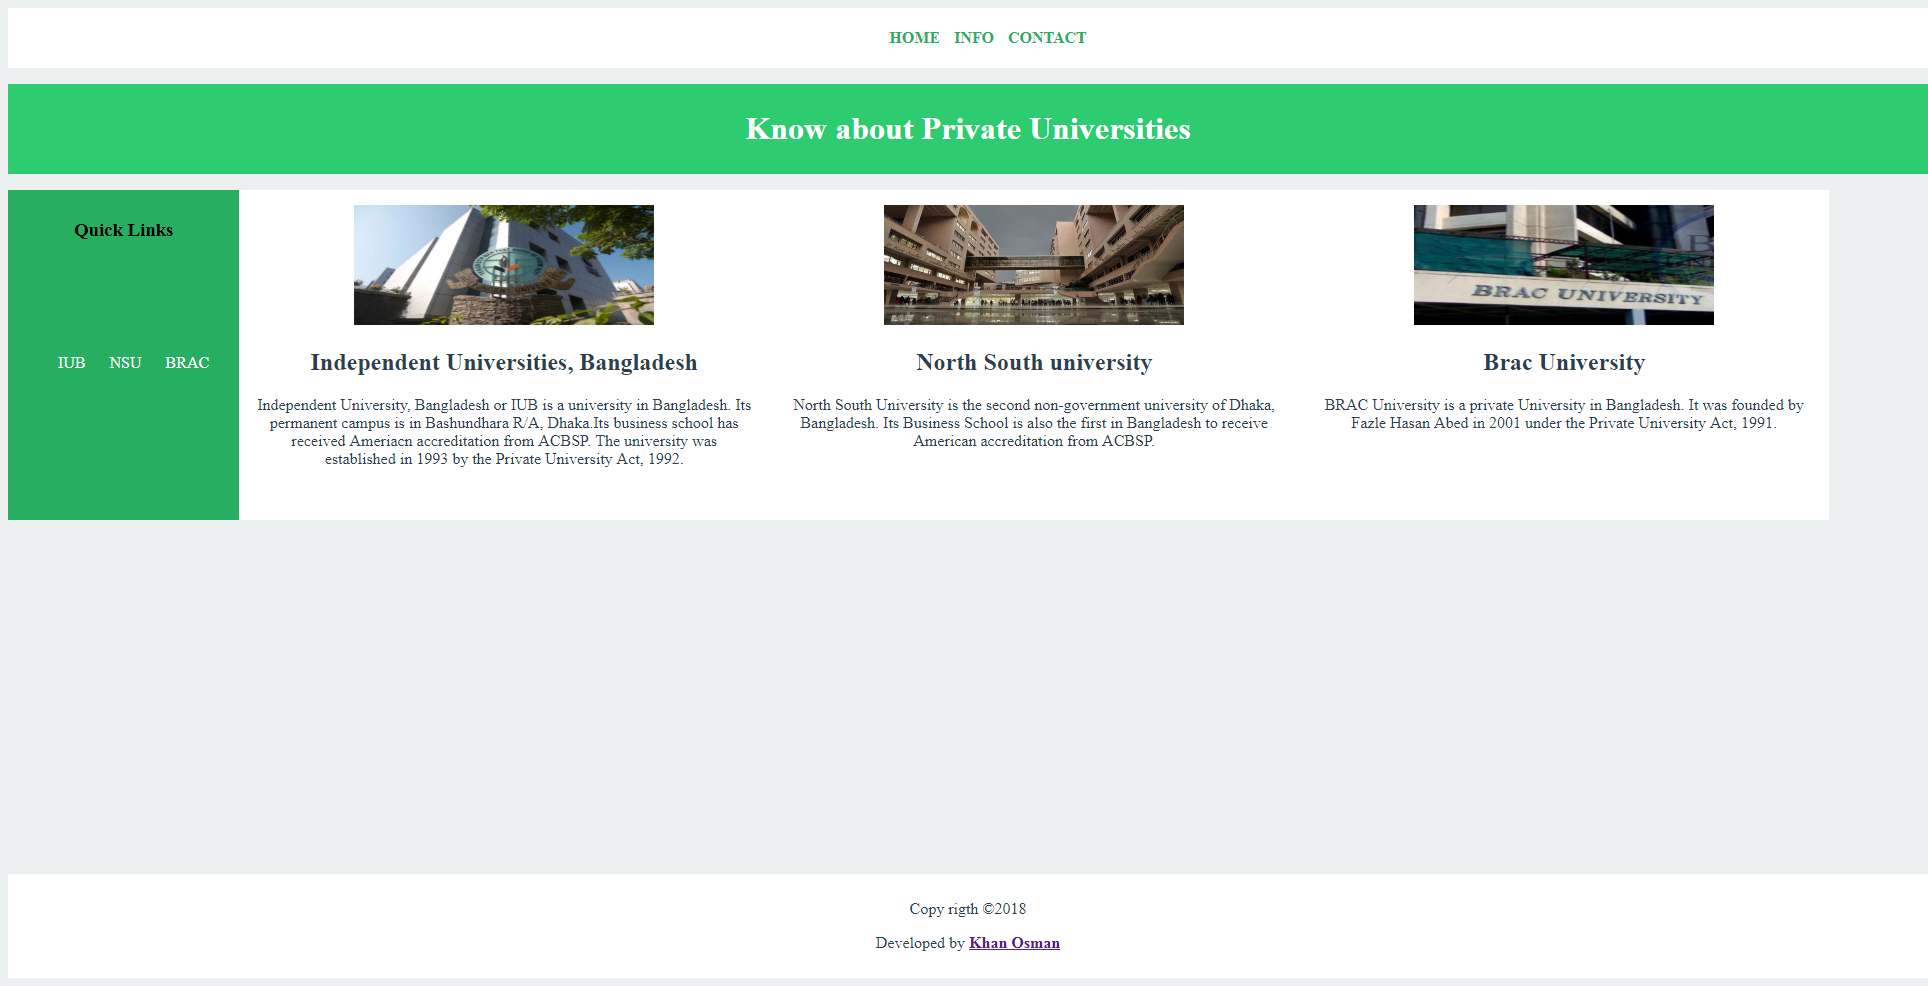 HOME INFO CONTACT
Know about Private Universities
Quick Links
IUB NSU BRAC
Independent Universities, Bangladesh
Independent University, Bangladesh or IUB is a university in Bangladesh. Its
permanent campus is in Bashundhara R/A, Dhaka.Its business school has
received Ameriacn accreditation from ACBSP. The university was
established in 1993 by the Private University Act, 1992.
North South university
North South University is the second non-government university of Dhaka,
Bangladesh. Its Business School is also the first in Bangladesh to receive
American accreditation from ACBSP.
BRAC UNIVERSITY
Brac University
BRAC University is a private University in Bangladesh. It was founded by
Fazle Hasan Abed in 2001 under the Private University Act, 1991.
Copy rigth ©2018
Developed by Khan Osman